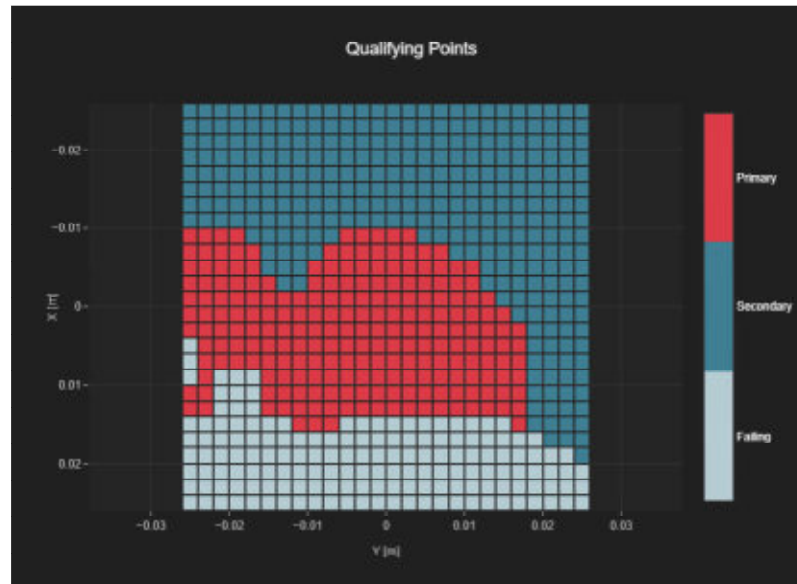 Qualifying Points
−0.02
−0.01
0
0.01
0.02
X [m]
−0.03
−0.02
−0.01
0
0.01
0.02
0.03
Y [m]
Primary
Secondary
Failing